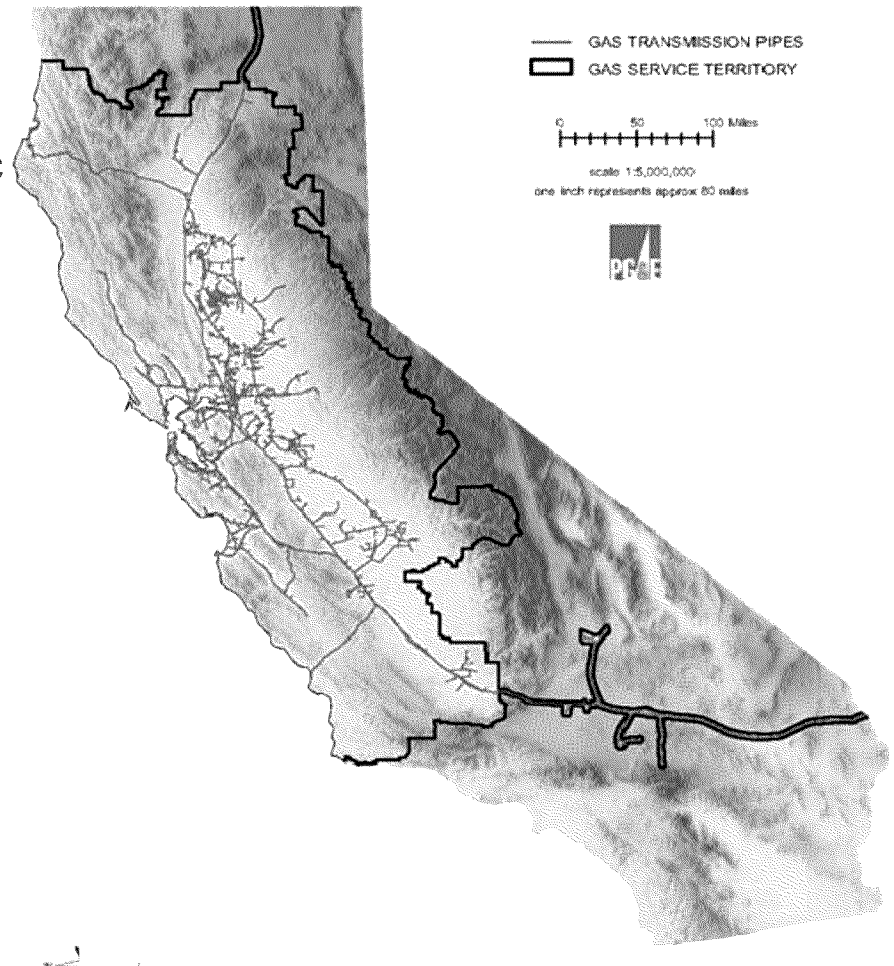 GAS TRANSMISSION PIPES
GAS SERVICE TERRITORY
0 50 100 Miles
scale 1:5,000,000
one inch represents approx 80 miles
PG&E